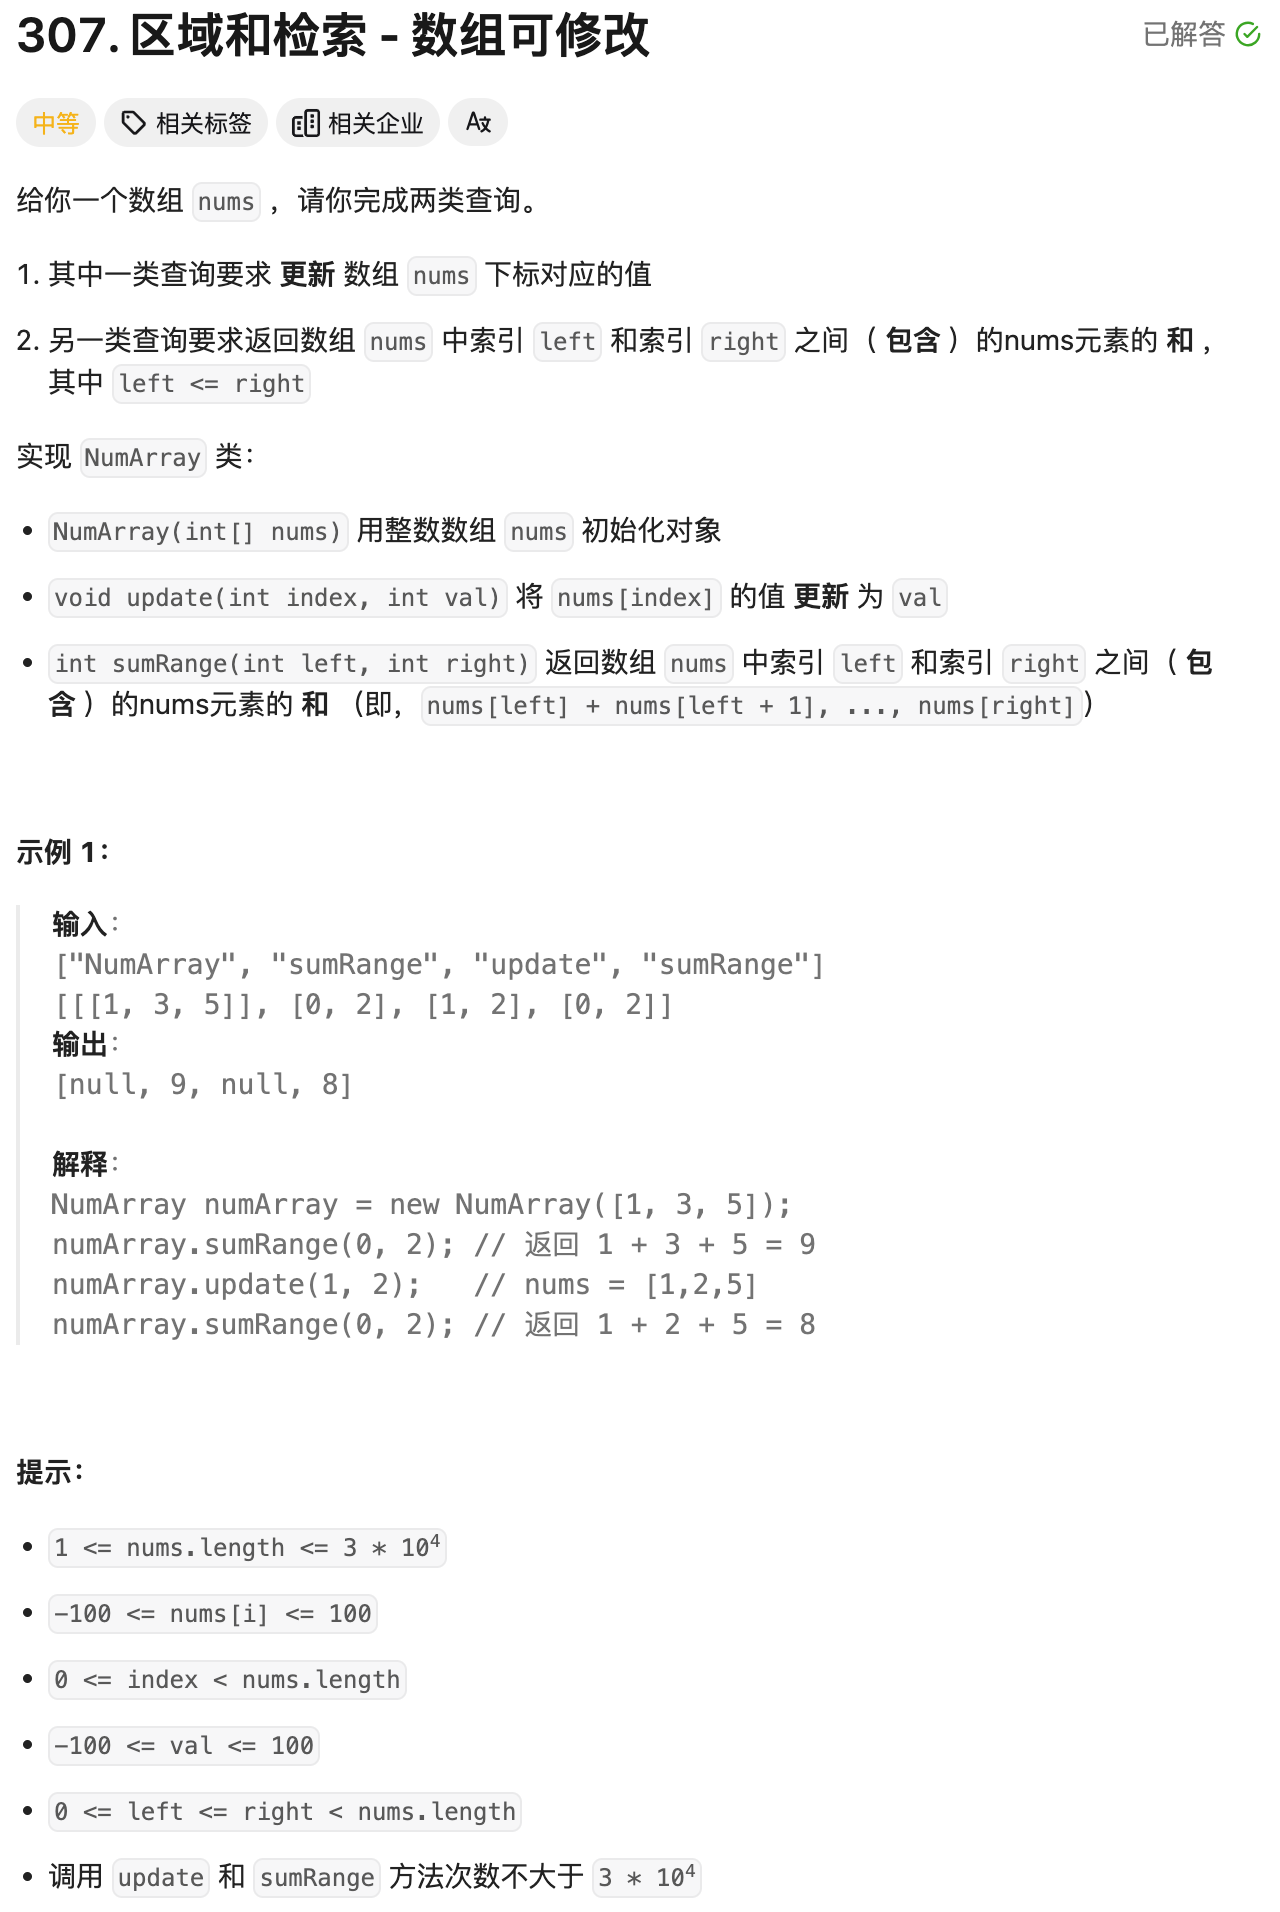 307. 区域和检索 - 数组可修改
已解答
中等 相关标签 相关企业
给你一个数组 nums ，请你完成两类查询。
1. 其中一类查询要求 更新 数组 nums 下标对应的值
2. 另一类查询要求返回数组 nums 中索引 left 和索引 right 之间（ 包含 ）的nums元素的 和 ，
其中 left <= right
实现 NumArray 类：
• NumArray(int[] nums) 用整数数组 nums 初始化对象
• void update(int index, int val) 将 nums[index] 的值 更新 为 val
• int sumRange(int left, int right) 返回数组 nums 中索引 left 和索引 right 之间（ 包
含 ）的nums元素的 和 （即，nums[left] + nums[left + 1], ..., nums[right]）
示例 1：
输入：
["NumArray", "sumRange", "update", "sumRange"]
[[[1, 3, 5]], [0, 2], [1, 2], [0, 2]]
输出：
[null, 9, null, 8]
解释：
NumArray numArray = new NumArray([1, 3, 5]);
numArray.sumRange(0, 2); // 返回 1 + 3 + 5 = 9
numArray.update(1, 2);   // nums = [1,2,5]
numArray.sumRange(0, 2); // 返回 1 + 2 + 5 = 8
提示：
• 1 <= nums.length <= 3 * 10⁴
• -100 <= nums[i] <= 100
• 0 <= index < nums.length
• -100 <= val <= 100
• 0 <= left <= right < nums.length
• 调用 update 和 sumRange 方法次数不大于 3 * 10⁴